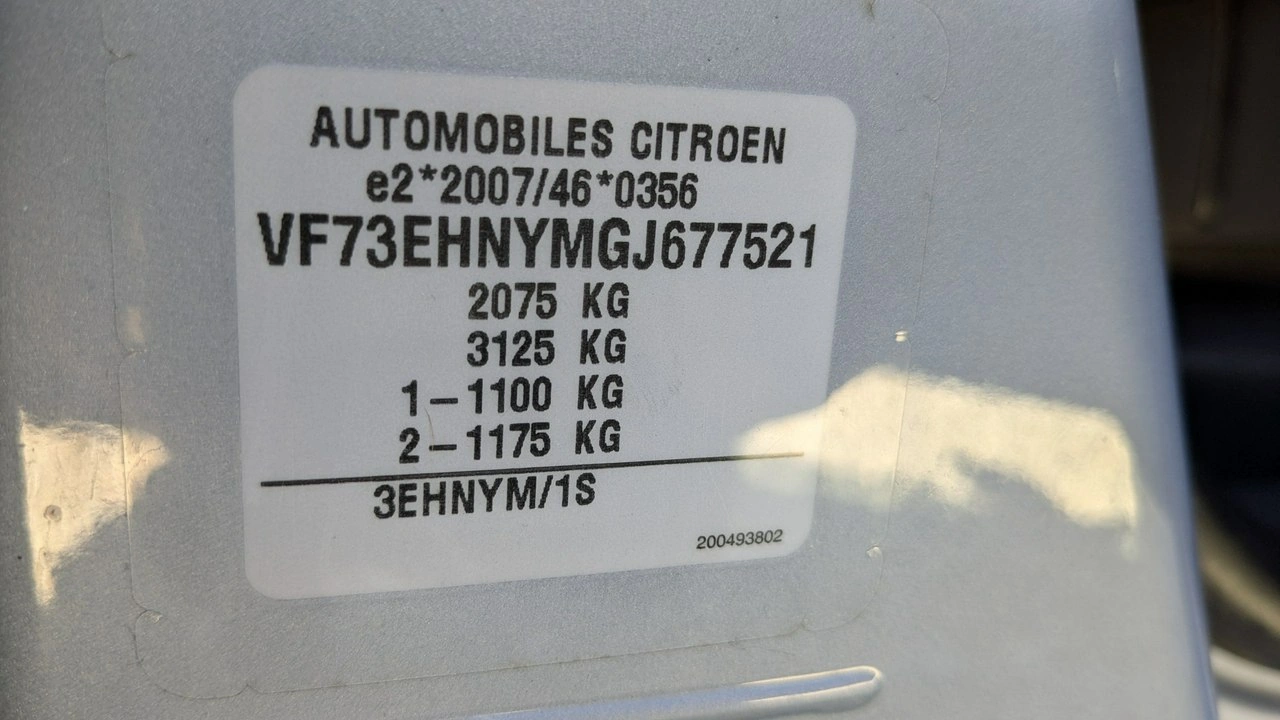 AUTOMOBILES CITROEN
e2*2007/46*0356
VF73EHNYMGJ677521
2075 KG
3125 KG
1-1100 KG
2-1175 KG
3EHNYM/1S
200493802